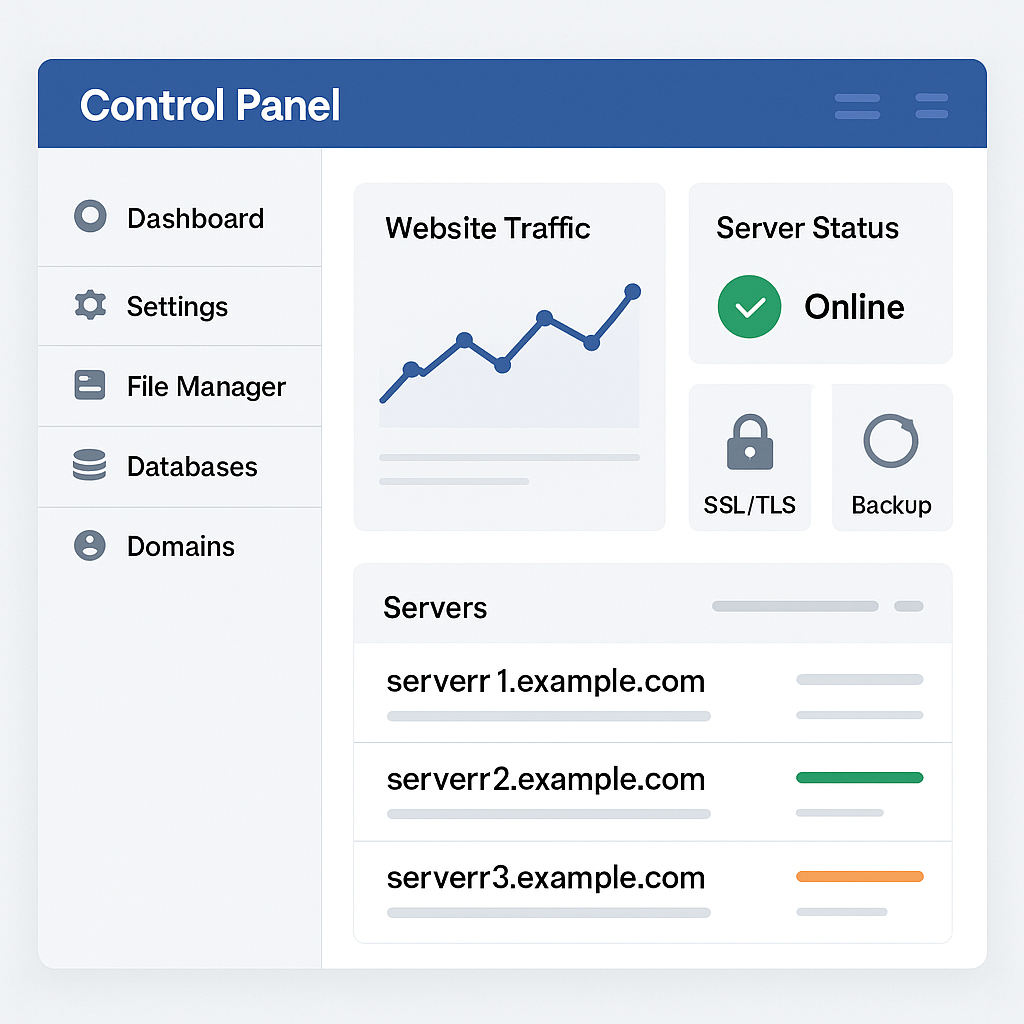 Control Panel
Dashboard
Settings
File Manager
Databases
Domains
Website Traffic
Server Status
Online
SSL/TLS
Backup
Servers
serverr 1.example.com
serverr2.example.com
serverr3.example.com